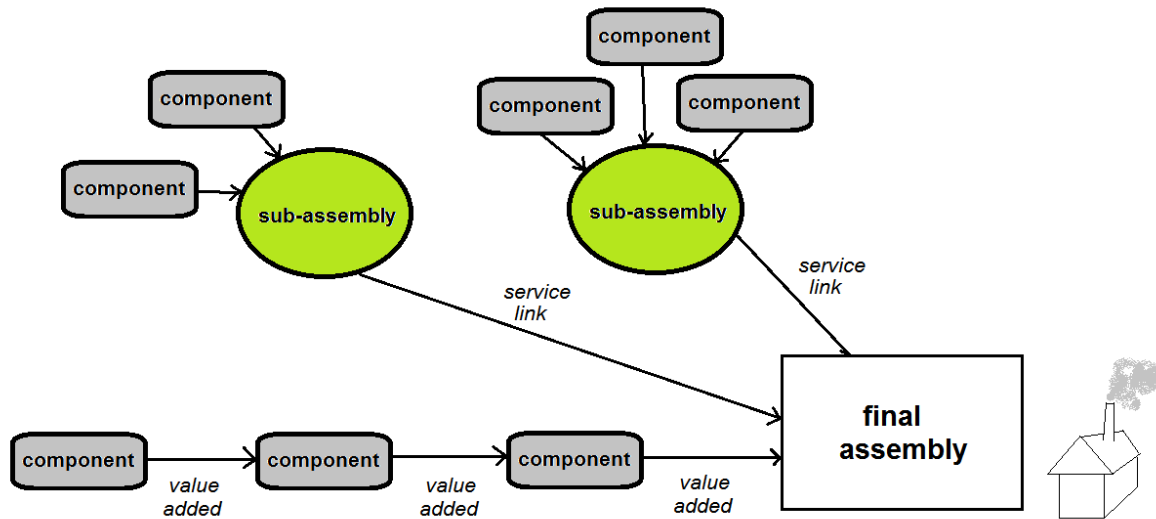 component
component
component
component
component
sub-assembly
sub-assembly
service
link
service
link
final
assembly
component
component
component
value
added
value
added
value
added